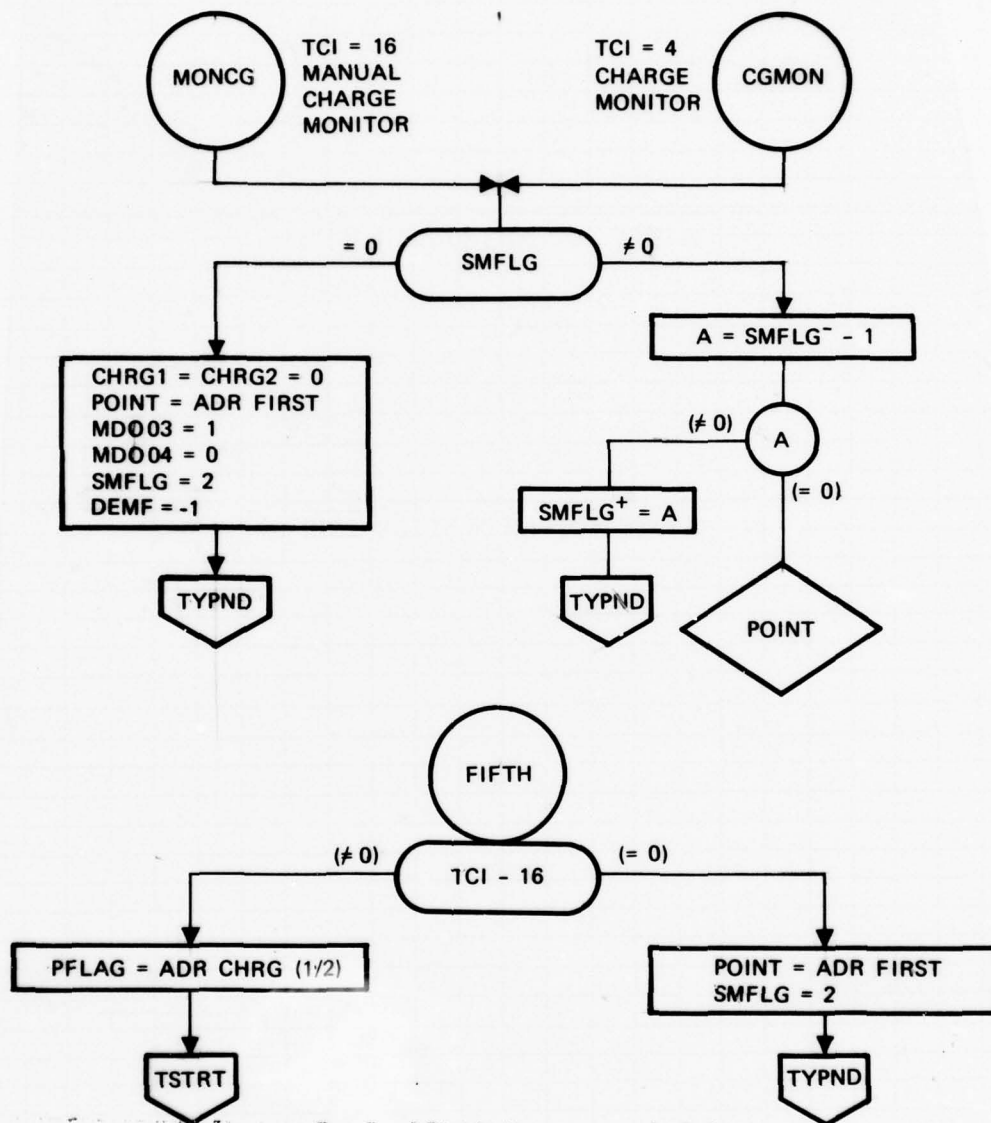 MONCG
TCI = 16
MANUAL
CHARGE
MONITOR
TCI = 4
CHARGE
MONITOR
CGMON
= 0
SMFLG
≠ 0
CHRG1 = CHRG2 = 0
POINT = ADR FIRST
MDO03 = 1
MDO04 = 0
SMFLG = 2
DEMF = -1
TYPND
A = SMFLG⁻ - 1
(≠ 0)
A
(= 0)
SMFLG⁺ = A
TYPND
POINT
FIFTH
(≠ 0)
TCI - 16
(= 0)
PFLAG = ADR CHRG (1/2)
TSTRT
POINT = ADR FIRST
SMFLG = 2
TYPND